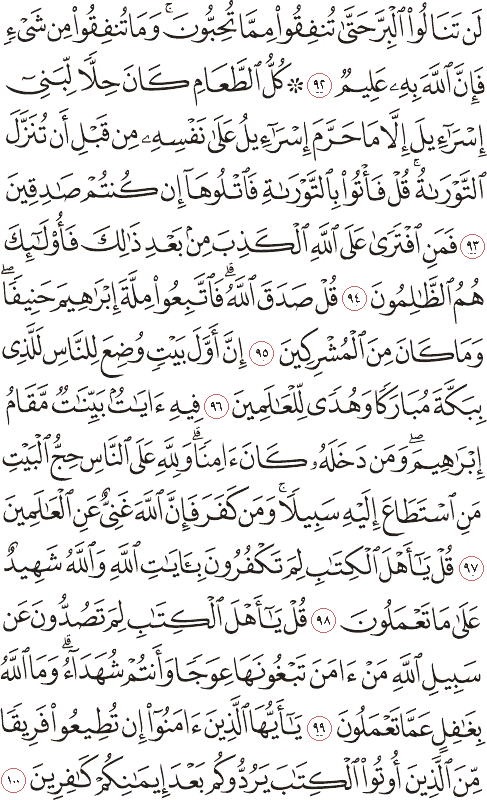 لَن تَنَالُوا۟ ٱلْبِرَّ حَتَّىٰ تُنفِقُوا۟ مِمَّا تُحِبُّونَ ۚ وَمَا تُنفِقُوا۟ مِن شَىْءٍ
فَإِنَّ ٱللَّهَ بِهِۦ عَلِيمٌ ٩٢ ۞ كُلُّ ٱلطَّعَامِ كَانَ حِلًّا لِّبَنِىٓ
إِسْرَٰٓءِيلَ إِلَّا مَا حَرَّمَ إِسْرَٰٓءِيلُ عَلَىٰ نَفْسِهِۦ مِن قَبْلِ أَن تُنَزَّلَ
ٱلتَّوْرَىٰةُ ۗ قُلْ فَأْتُوا۟ بِٱلتَّوْرَىٰةِ فَٱتْلُوهَآ إِن كُنتُمْ صَٰدِقِينَ
٩٣ فَمَنِ ٱفْتَرَىٰ عَلَى ٱللَّهِ ٱلْكَذِبَ مِنۢ بَعْدِ ذَٰلِكَ فَأُو۟لَٰٓئِكَ
هُمُ ٱلظَّٰلِمُونَ ٩٤ قُلْ صَدَقَ ٱللَّهُ ۗ فَٱتَّبِعُوا۟ مِلَّةَ إِبْرَٰهِيمَ حَنِيفًا ۖ
وَمَا كَانَ مِنَ ٱلْمُشْرِكِينَ ٩٥ إِنَّ أَوَّلَ بَيْتٍ وُضِعَ لِلنَّاسِ لَلَّذِى
بِبَكَّةَ مُبَارَكًا وَهُدًى لِّلْعَٰلَمِينَ ٩٦ فِيهِ ءَايَٰتٌۢ بَيِّنَٰتٌ مَّقَامُ
إِبْرَٰهِيمَ ۖ وَمَن دَخَلَهُۥ كَانَ ءَامِنًا ۗ وَلِلَّهِ عَلَى ٱلنَّاسِ حِجُّ ٱلْبَيْتِ
مَنِ ٱسْتَطَاعَ إِلَيْهِ سَبِيلًا ۚ وَمَن كَفَرَ فَإِنَّ ٱللَّهَ غَنِىٌّ عَنِ ٱلْعَٰلَمِينَ
٩٧ قُلْ يَٰٓأَهْلَ ٱلْكِتَٰبِ لِمَ تَكْفُرُونَ بِـَٔايَٰتِ ٱللَّهِ وَٱللَّهُ شَهِيدٌ
عَلَىٰ مَا تَعْمَلُونَ ٩٨ قُلْ يَٰٓأَهْلَ ٱلْكِتَٰبِ لِمَ تَصُدُّونَ عَن
سَبِيلِ ٱللَّهِ مَنْ ءَامَنَ تَبْغُونَهَا عِوَجًا وَأَنتُمْ شُهَدَآءُ ۗ وَمَا ٱللَّهُ
بِغَٰفِلٍ عَمَّا تَعْمَلُونَ ٩٩ يَٰٓأَيُّهَا ٱلَّذِينَ ءَامَنُوٓا۟ إِن تُطِيعُوا۟ فَرِيقًا
مِّنَ ٱلَّذِينَ أُوتُوا۟ ٱلْكِتَٰبَ يَرُدُّوكُم بَعْدَ إِيمَٰنِكُمْ كَٰفِرِينَ ١٠٠